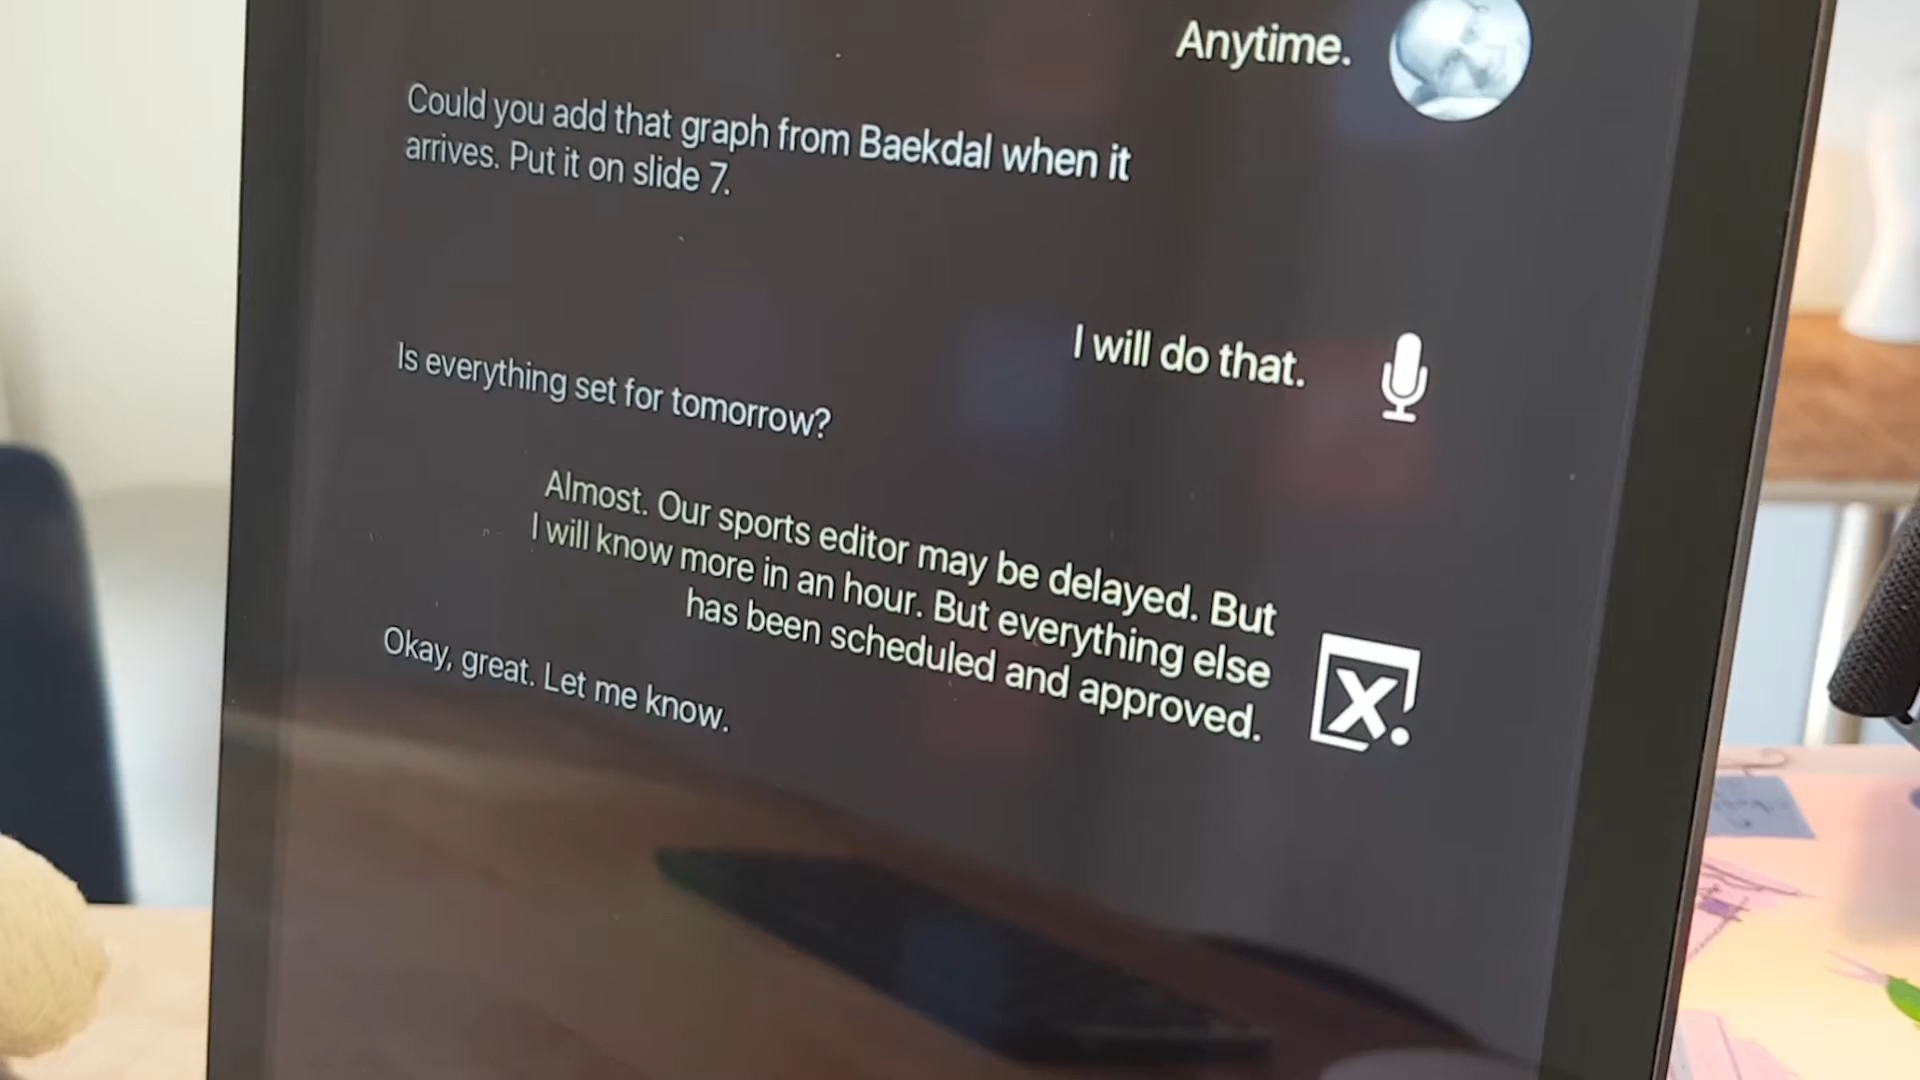 Anytime.
Could you add that graph from Baekdal when it
arrives. Put it on slide 7.
I will do that.
Is everything set for tomorrow?
Almost. Our sports editor may be delayed. But
I will know more in an hour. But everything else
has been scheduled and approved.
X.
Okay, great. Let me know.